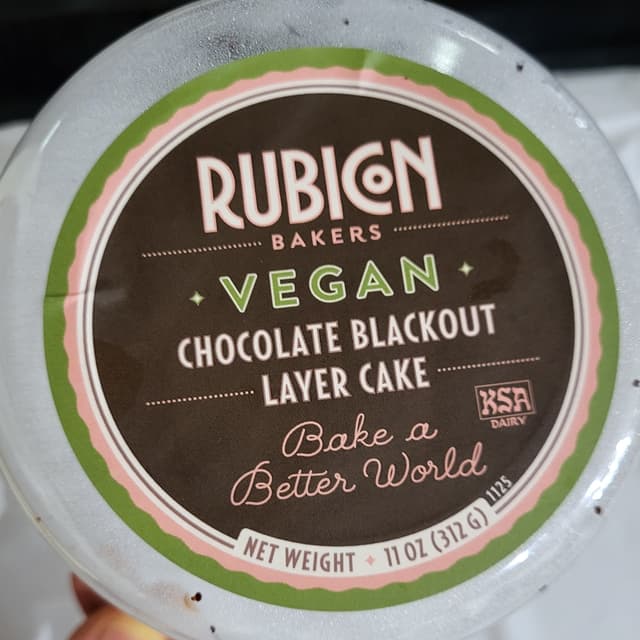 RUBICON
BAKERS
VEGAN
CHOCOLATE BLACKOUT
LAYER CAKE
KSA
DAIRY
Bake a
Better World
1125
NET WEIGHT 11 OZ (312 G)